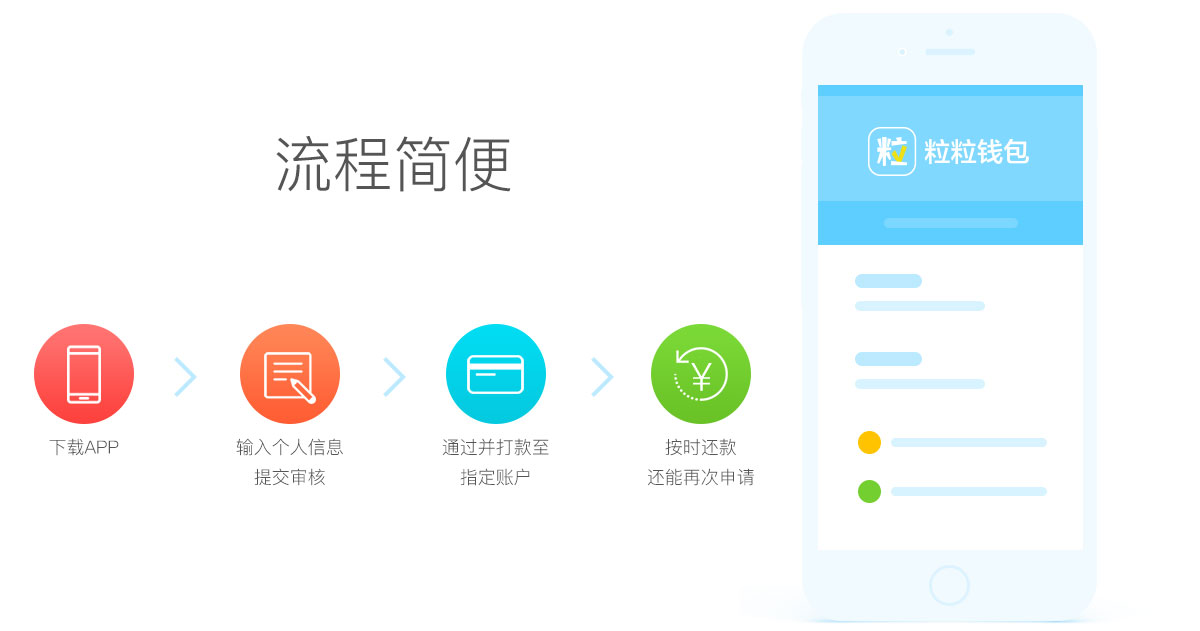 流程简便
粒 粒粒钱包
下载APP
输入个人信息
提交审核
通过并打款至
指定账户
按时还款
还能再次申请